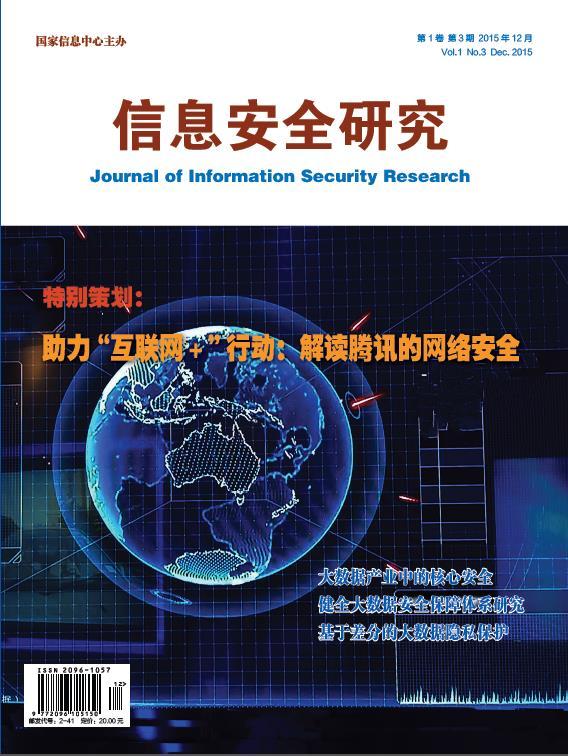 国家信息中心主办
第1卷 第3期 2015年12月
Vol.1 No.3 Dec. 2015
信息安全研究
Journal of Information Security Research
特别策划：
助力“互联网+”行动：解读腾讯的网络安全
大数据产业中的核心安全
健全大数据安全保障体系研究
基于差分的大数据隐私保护
ISSN 2096-1057
12>
9 772096 105150
邮发代号：2-41 定价：20.00元